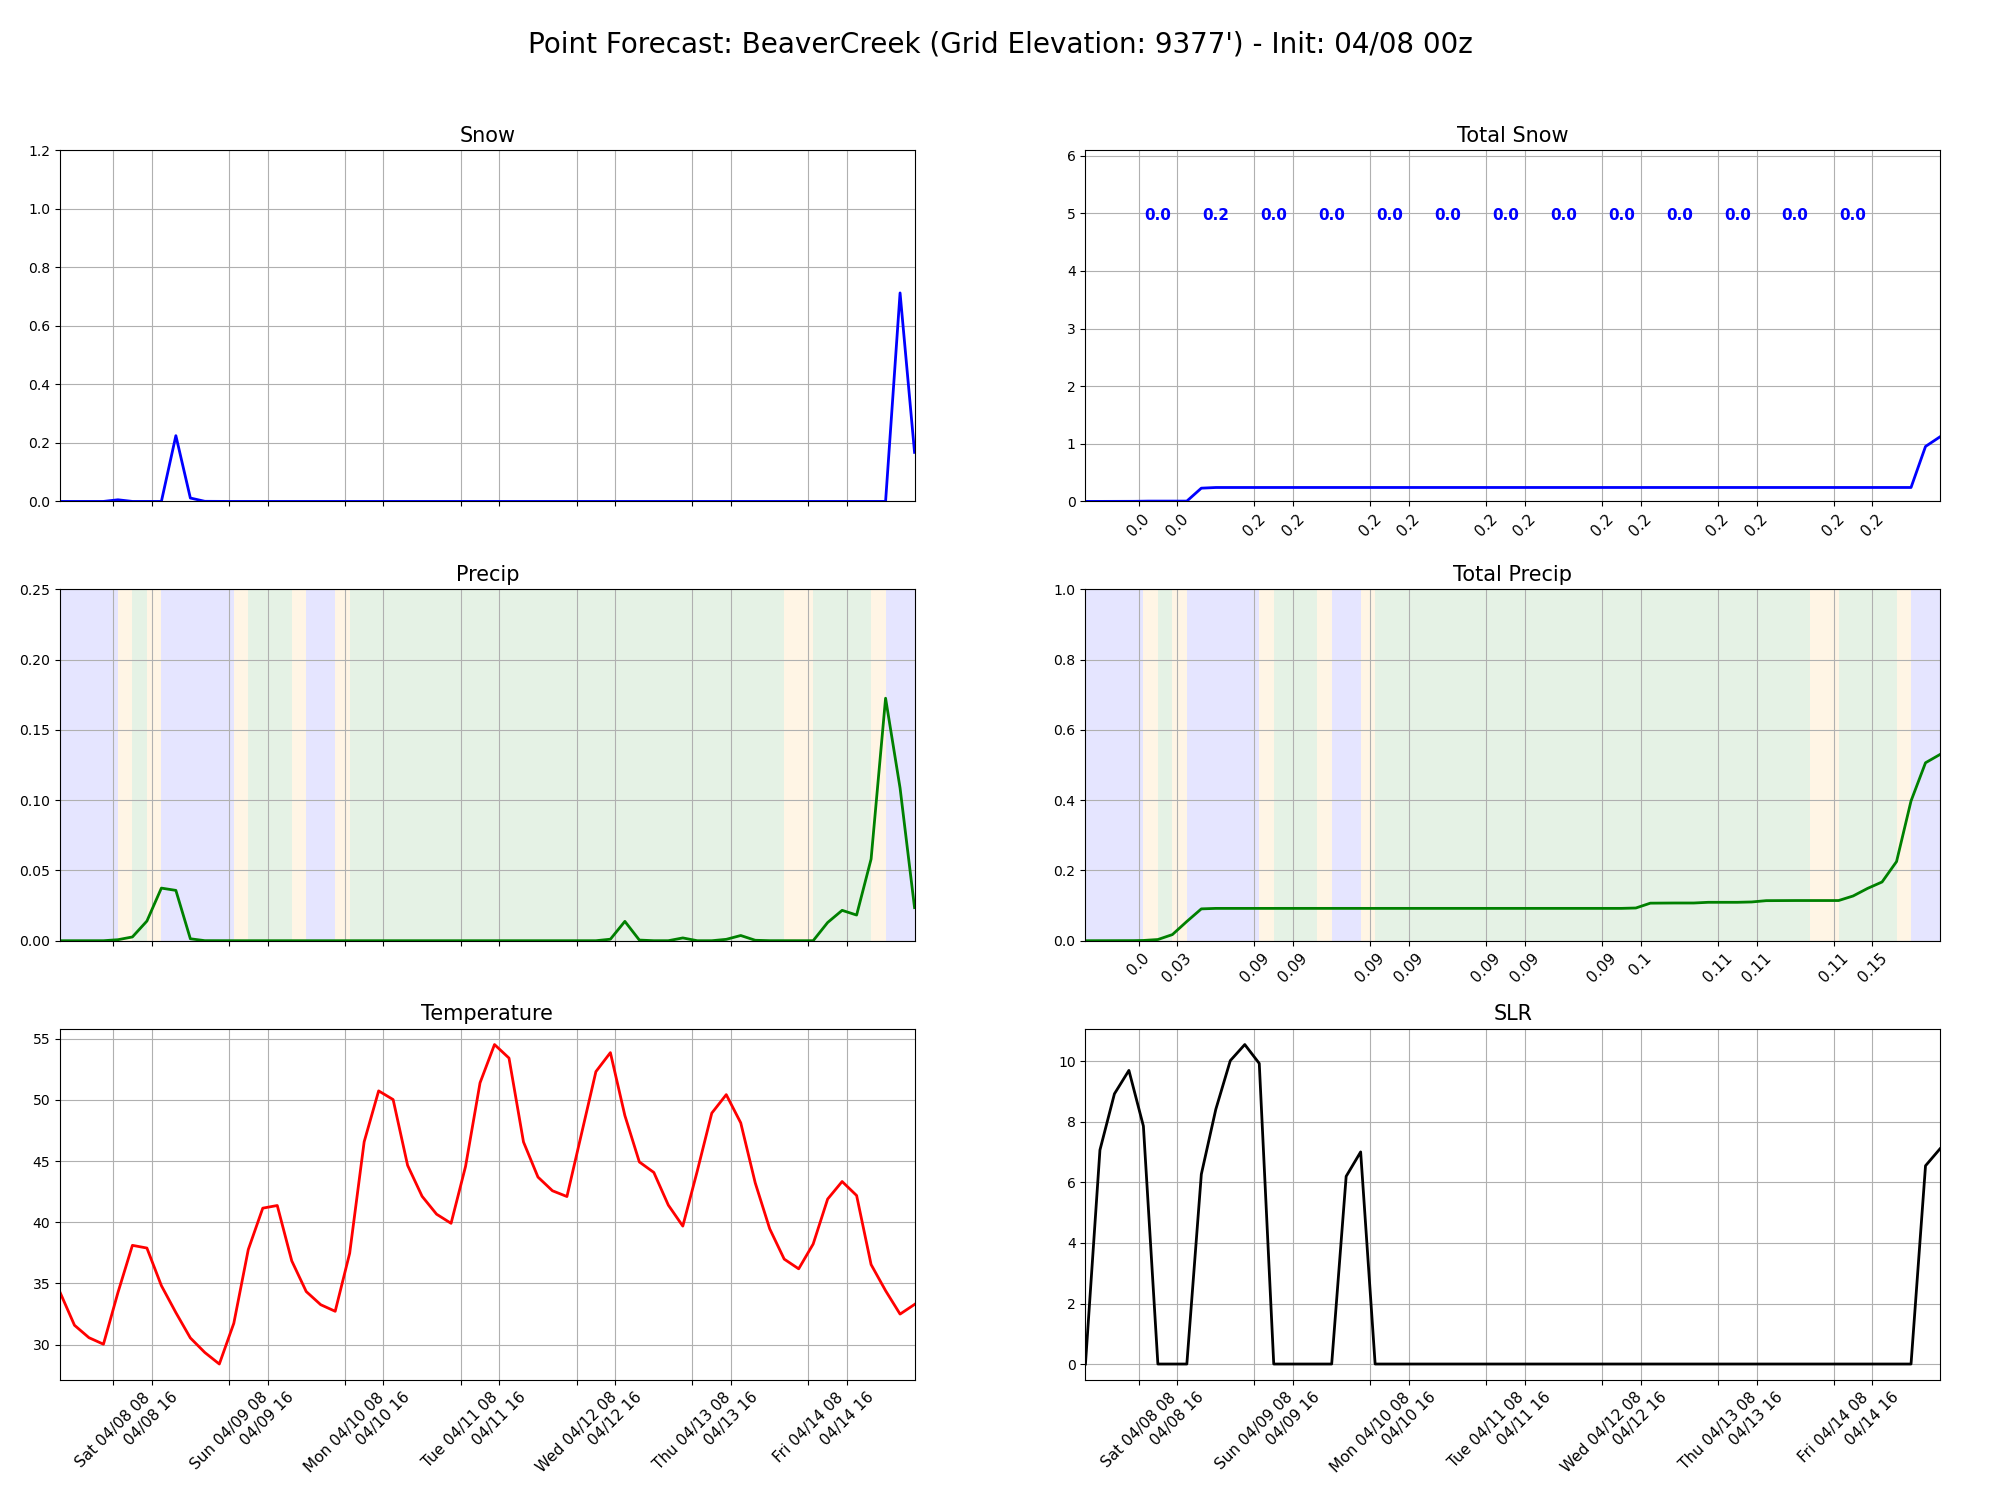 Point Forecast: BeaverCreek (Grid Elevation: 9377') - Init: 04/08 00z
Snow
1.2
1.0
0.8
0.6
0.4
0.2
0.0
Total Snow
6
5
4
3
2
1
0
0.0 0.2 0.0 0.0 0.0 0.0 0.0 0.0 0.0 0.0 0.0 0.0 0.0
0.0 0.0 0.2 0.2 0.2 0.2 0.2 0.2 0.2 0.2 0.2 0.2 0.2 0.2
Precip
0.25
0.20
0.15
0.10
0.05
0.00
Total Precip
1.0
0.8
0.6
0.4
0.2
0.0
0.0 0.03 0.09 0.09 0.09 0.09 0.09 0.09 0.09 0.1 0.11 0.11 0.11 0.15
Temperature
55
50
45
40
35
30
Sat 04/08 08
04/08 16
Sun 04/09 08
04/09 16
Mon 04/10 08
04/10 16
Tue 04/11 08
04/11 16
Wed 04/12 08
04/12 16
Thu 04/13 08
04/13 16
Fri 04/14 08
04/14 16
SLR
10
8
6
4
2
0
Sat 04/08 08
04/08 16
Sun 04/09 08
04/09 16
Mon 04/10 08
04/10 16
Tue 04/11 08
04/11 16
Wed 04/12 08
04/12 16
Thu 04/13 08
04/13 16
Fri 04/14 08
04/14 16